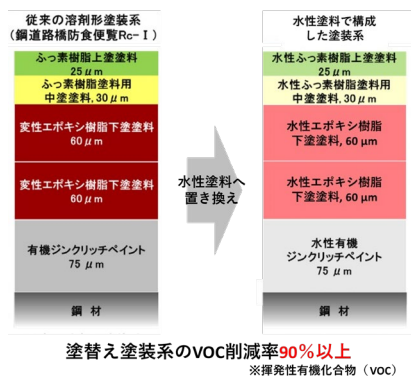 従来の溶剤形塗装系
(鋼道路橋防食便覧Rc-Ⅰ)
ふっ素樹脂上塗塗料
25μm
ふっ素樹脂塗料用
中塗塗料,30μm
変性エポキシ樹脂下塗塗料
60μm
変性エポキシ樹脂下塗塗料
60μm
有機ジンクリッチペイント
75 μm
鋼 材
水性塗料へ
置き換え
水性塗料で構成
した塗装系
水性ふっ素樹脂上塗塗料
25μm
水性ふっ素樹脂塗料用
中塗塗料,30μm
水性エポキシ樹脂
下塗塗料, 60 μm
水性エポキシ樹脂
下塗塗料, 60 μm
水性有機
ジンクリッチペイント
75 μm
鋼 材
塗替え塗装系のVOC削減率90%以上
※揮発性有機化合物(VOC)